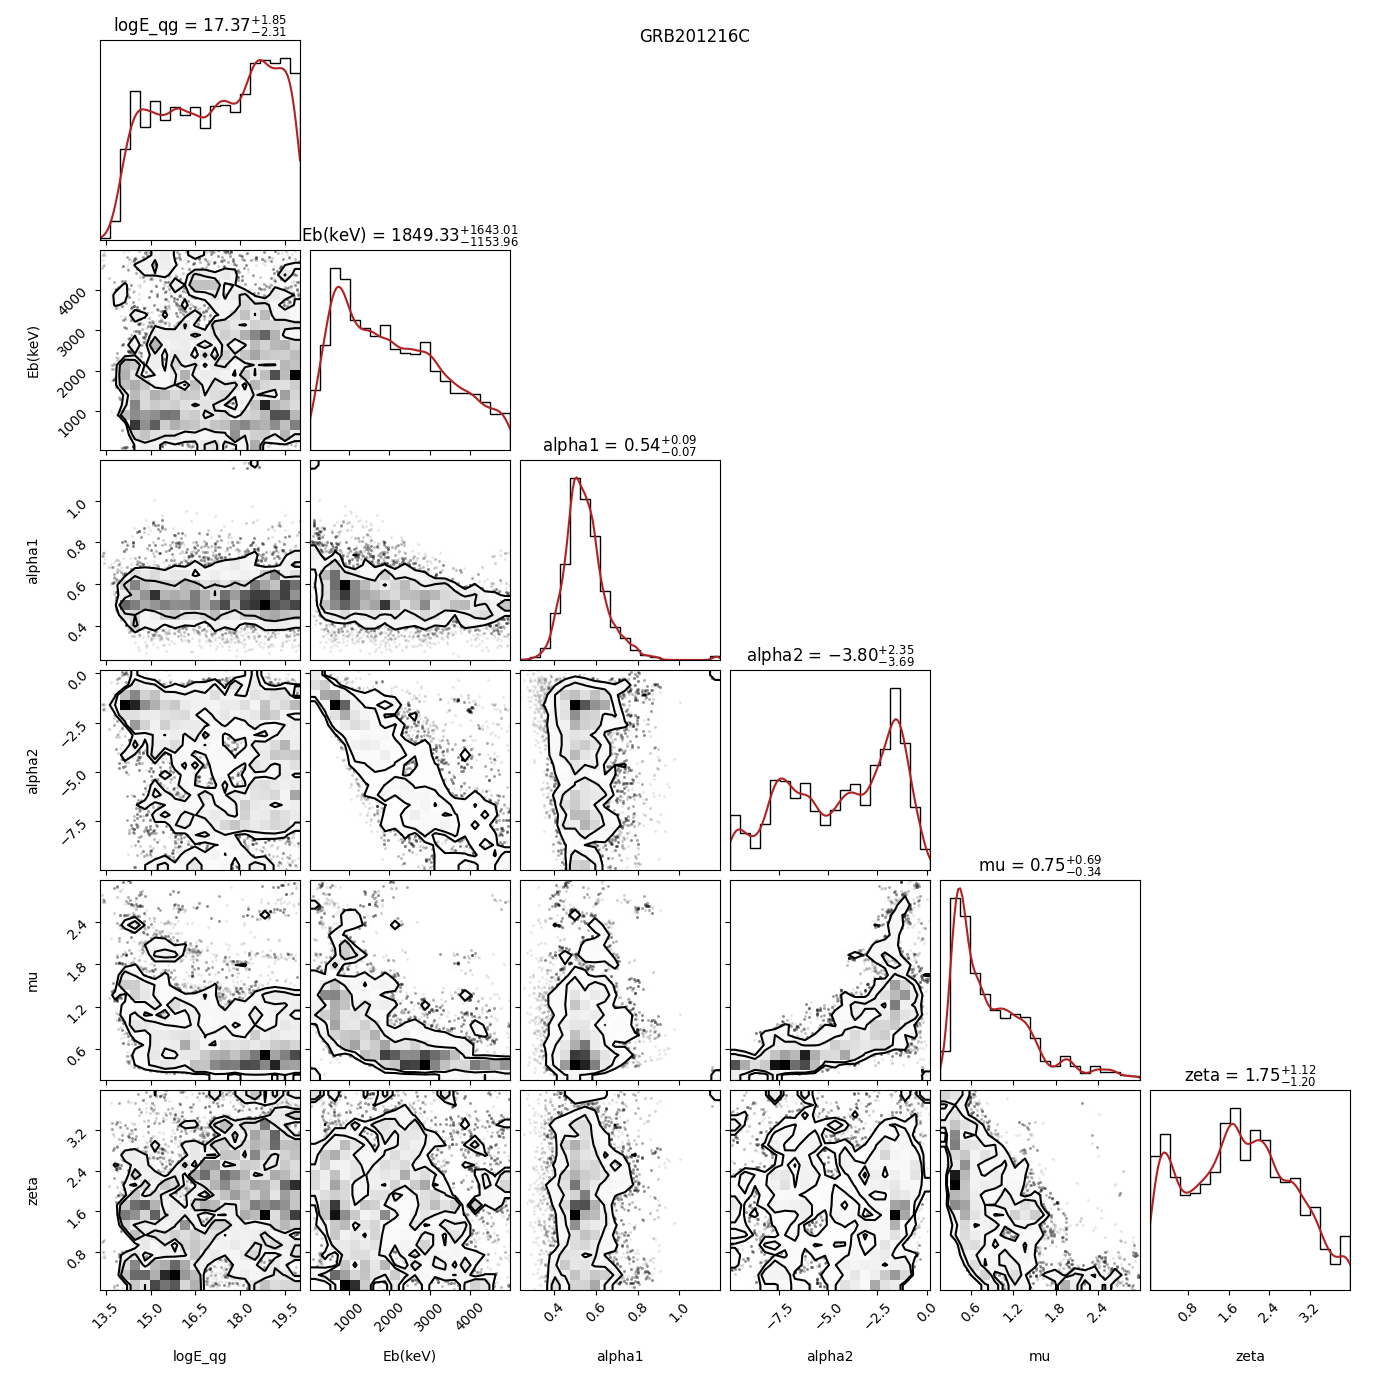 GRB201216C
logE_qg = 17.37+1.85−2.31
Eb(keV) = 1849.33+1643.01−1153.96
4000
3000
2000
1000
Eb(keV)
alpha1 = 0.54+0.09−0.07
1.0
0.8
0.6
0.4
alpha1
alpha2 = −3.80+2.35−3.69
0.0
−2.5
−5.0
−7.5
alpha2
mu = 0.75+0.69−0.34
2.4
1.8
1.2
0.6
mu
zeta = 1.75+1.12−1.20
3.2
2.4
1.6
0.8
zeta
13.5 15.0 16.5 18.0 19.5 1000 2000 3000 4000 0.4 0.6 0.8 1.0 −7.5 −5.0 −2.5 0.0 0.6 1.2 1.8 2.4 0.8 1.6 2.4 3.2
logE_qg Eb(keV) alpha1 alpha2 mu zeta